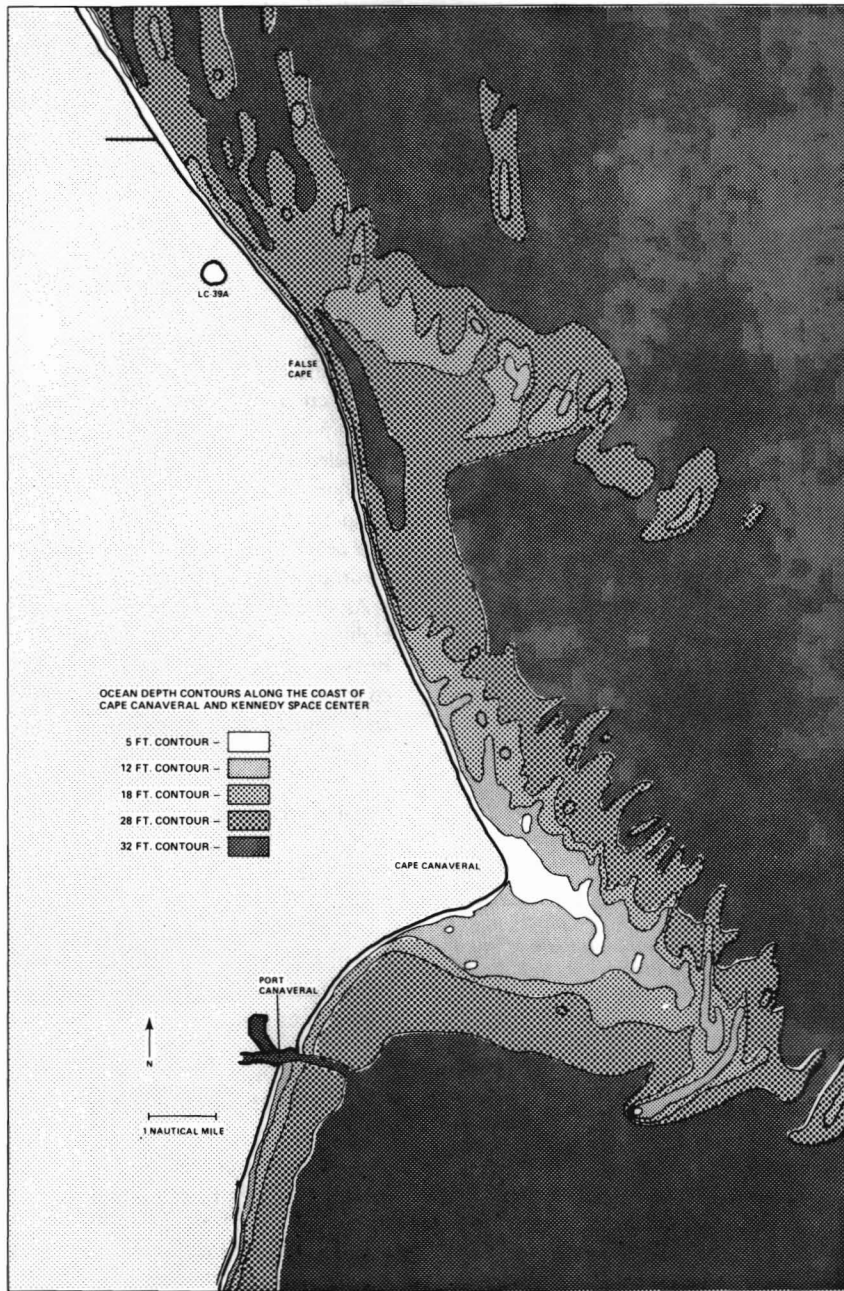 LC-39A
FALSE
CAPE
OCEAN DEPTH CONTOURS ALONG THE COAST OF
CAPE CANAVERAL AND KENNEDY SPACE CENTER
5 FT. CONTOUR –
12 FT. CONTOUR –
18 FT. CONTOUR –
28 FT. CONTOUR –
32 FT. CONTOUR –
CAPE CANAVERAL
PORT
CANAVERAL
N
1 NAUTICAL MILE